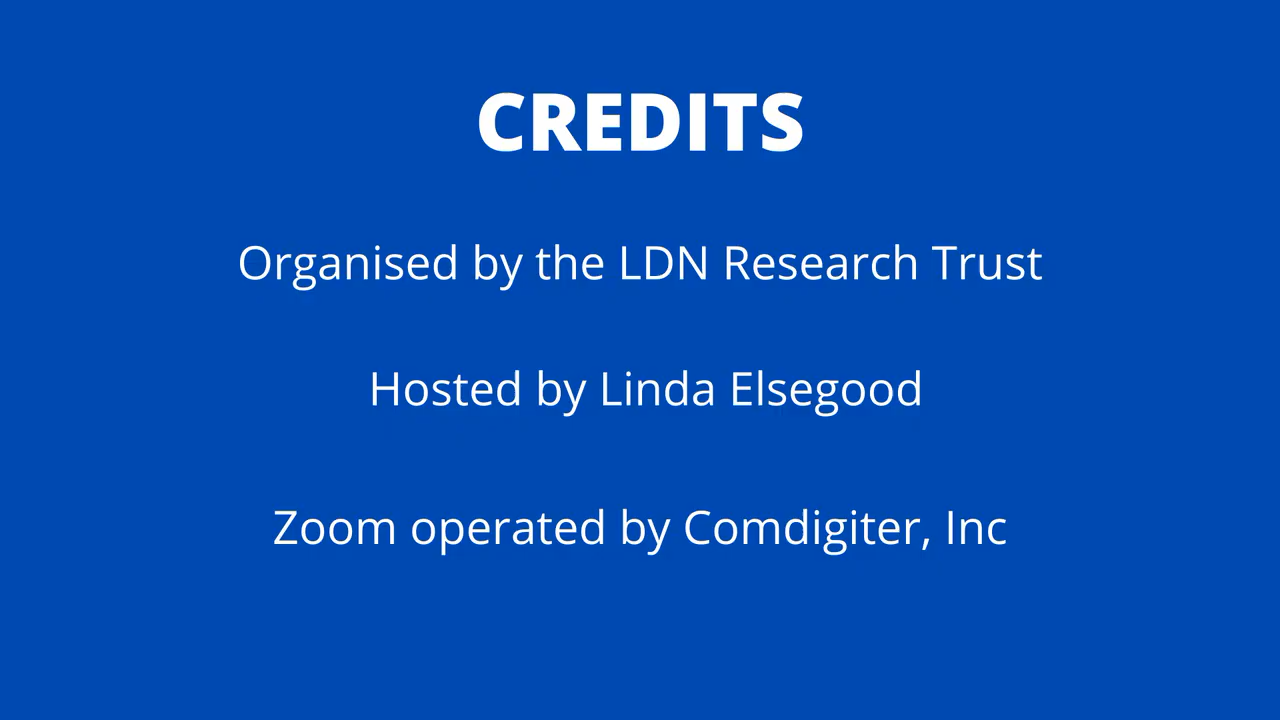 CREDITS
Organised by the LDN Research Trust
Hosted by Linda Elsegood
Zoom operated by Comdigiter, Inc